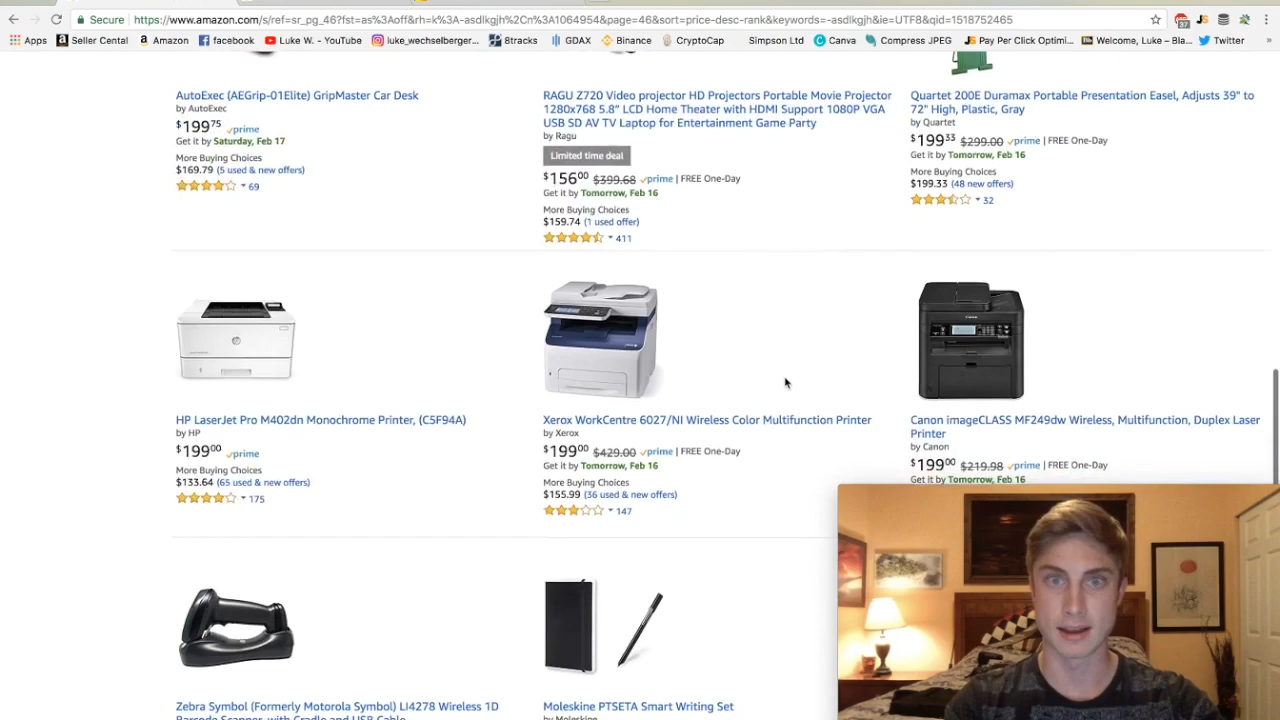 Secure
https://www.amazon.com/s/ref=sr_pg_46?fst=as%3Aoff&rh=k%3A-asdlkgjh%2Cn%3A1064954&page=46&sort=price-desc-rank&keywords=-asdlkgjh&ie=UTF8&qid=1518752465
Apps
Seller Cental
Amazon
facebook
Luke W. - YouTube
luke_wechselberger...
8tracks
GDAX
Binance
CryptoCap
Simpson Ltd
Canva
Compress JPEG
Pay Per Click Optimi...
Welcome, Luke – Bla...
Twitter
»
AutoExec (AEGrip-01Elite) GripMaster Car Desk
by AutoExec
$199 75 prime
Get it by Saturday, Feb 17
More Buying Choices
$169.79 (5 used & new offers)
69
RAGU Z720 Video projector HD Projectors Portable Movie Projector
1280x768 5.8" LCD Home Theater with HDMI Support 1080P VGA
USB SD AV TV Laptop for Entertainment Game Party
by Ragu
Limited time deal
$156 00 $399.68 prime | FREE One-Day
Get it by Tomorrow, Feb 16
More Buying Choices
$159.74 (1 used offer)
411
Quartet 200E Duramax Portable Presentation Easel, Adjusts 39" to
72" High, Plastic, Gray
by Quartet
$199 33 $299.00 prime | FREE One-Day
Get it by Tomorrow, Feb 16
More Buying Choices
$199.33 (48 new offers)
32
HP LaserJet Pro M402dn Monochrome Printer, (C5F94A)
by HP
$199 00 prime
More Buying Choices
$133.64 (65 used & new offers)
175
Xerox WorkCentre 6027/NI Wireless Color Multifunction Printer
by Xerox
$199 00 $429.00 prime | FREE One-Day
Get it by Tomorrow, Feb 16
More Buying Choices
$155.99 (36 used & new offers)
147
Canon imageCLASS MF249dw Wireless, Multifunction, Duplex Laser
Printer
by Canon
$199 00 $219.98 prime | FREE One-Day
Get it by Tomorrow, Feb 16
Zebra Symbol (Formerly Motorola Symbol) LI4278 Wireless 1D
Barcode Scanner, with Cradle and USB Cable
Moleskine PTSETA Smart Writing Set
by Moleskine